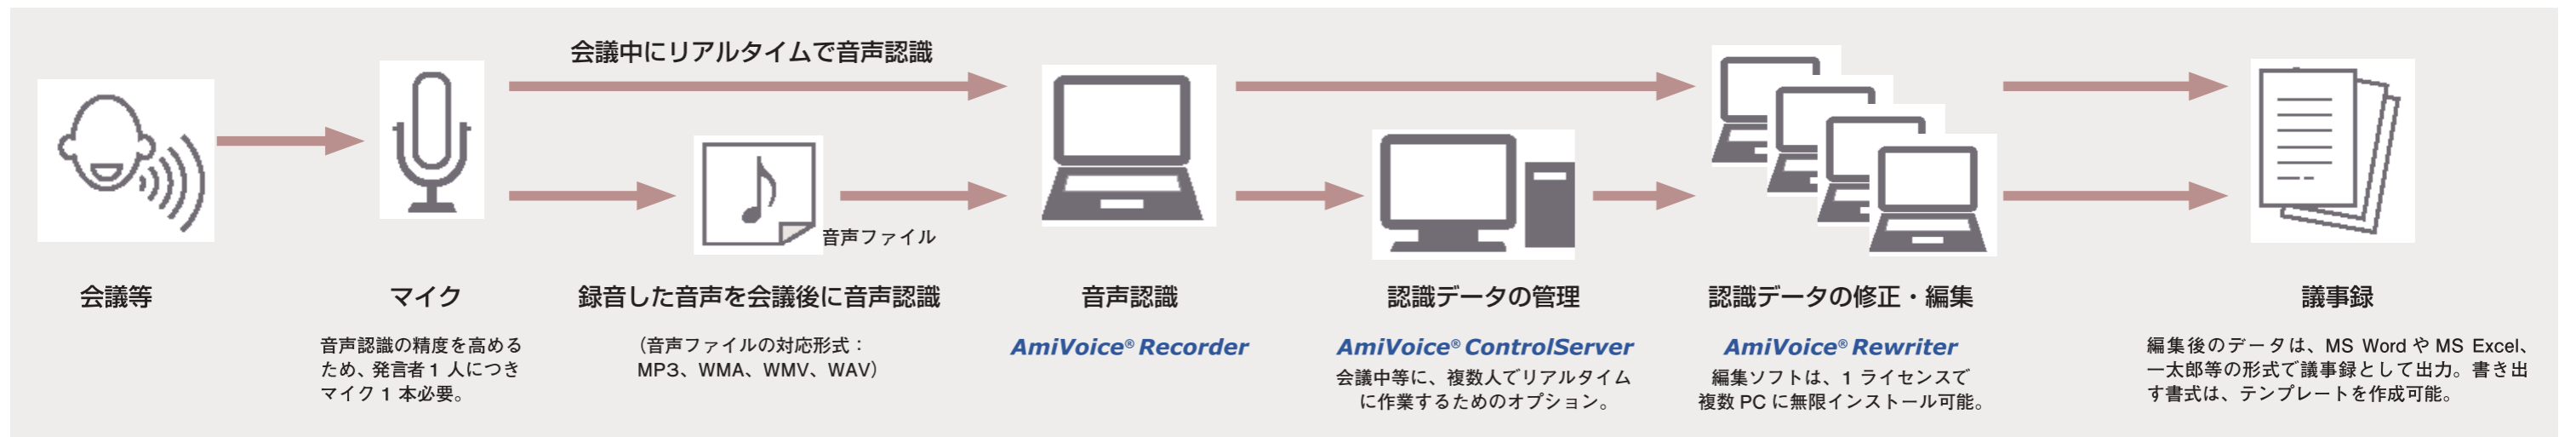 会議中にリアルタイムで音声認識
音声ファイル
会議等
マイク
音声認識の精度を高める
ため、発言者 1 人につき
マイク 1 本必要。
録音した音声を会議後に音声認識
（音声ファイルの対応形式：
MP3、WMA、WMV、WAV）
音声認識
AmiVoice® Recorder
認識データの管理
AmiVoice® ControlServer
会議中等に、複数人でリアルタイム
に作業するためのオプション。
認識データの修正・編集
AmiVoice® Rewriter
編集ソフトは、1 ライセンスで
複数 PC に無限インストール可能。
議事録
編集後のデータは、MS Word や MS Excel、
一太郎等の形式で議事録として出力。書き出
す書式は、テンプレートを作成可能。